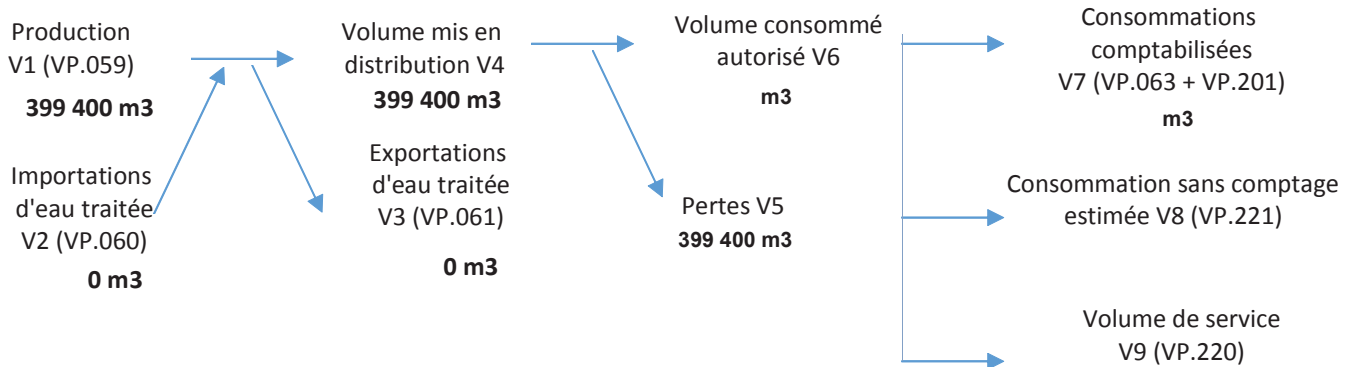 Production
V1 (VP.059)
399 400 m3
Importations
d'eau traitée
V2 (VP.060)
0 m3
Volume mis en
distribution V4
399 400 m3
Exportations
d'eau traitée
V3 (VP.061)
0 m3
Volume consommé
autorisé V6
m3
Pertes V5
399 400 m3
Consommations
comptabilisées
V7 (VP.063 + VP.201)
m3
Consommation sans comptage
estimée V8 (VP.221)
Volume de service
V9 (VP.220)